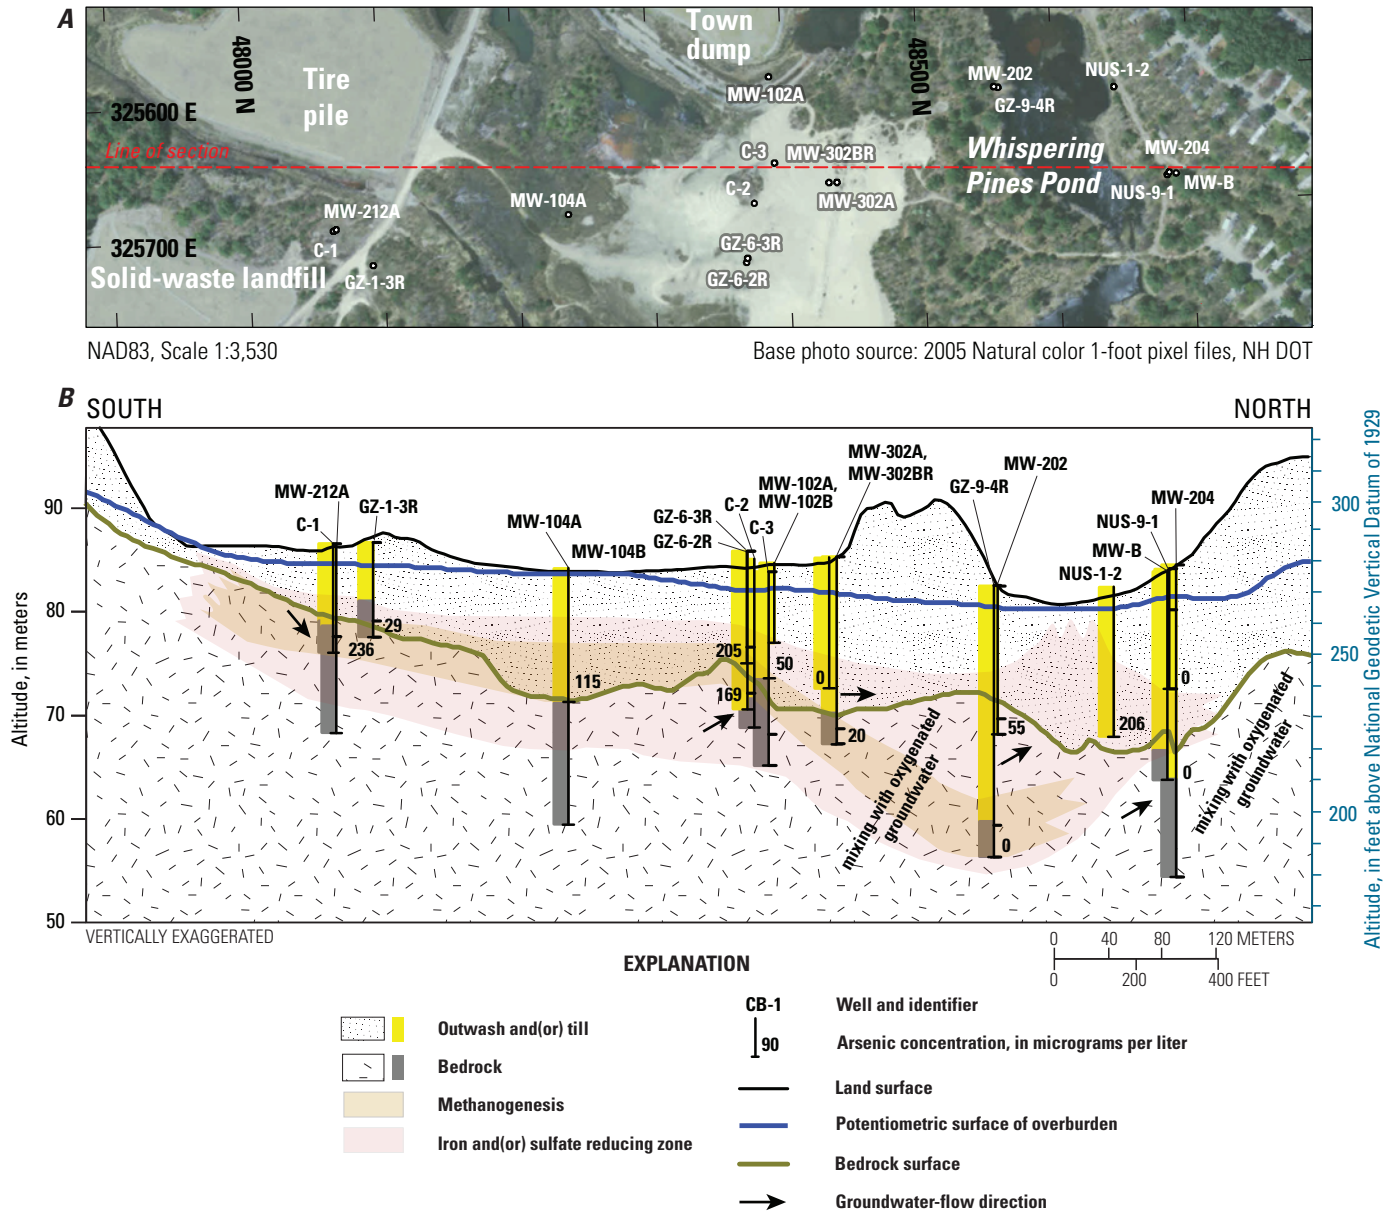 A
Town
dump
48000 N
48500 N
Tire
pile
MW-202
NUS-1-2
MW-102A
GZ-9-4R
325600 E
Line of section
C-3
MW-302BR
Whispering
Pines Pond
MW-204
C-2
MW-104A
MW-302A
NUS-9-1
MW-B
MW-212A
C-1
325700 E
GZ-6-3R
GZ-6-2R
Solid-waste landfill
GZ-1-3R
NAD83, Scale 1:3,530
Base photo source: 2005 Natural color 1-foot pixel files, NH DOT
B
SOUTH
NORTH
Altitude, in meters
90
80
70
60
50
Altitude, in feet above National Geodetic Vertical Datum of 1929
300
250
200
MW-212A
C-1
GZ-1-3R
MW-104A
MW-104B
GZ-6-3R
GZ-6-2R
C-2
C-3
MW-102A,
MW-102B
MW-302A,
MW-302BR
GZ-9-4R
MW-202
MW-204
NUS-9-1
MW-B
NUS-1-2
29
236
115
205
169
50
0
20
55
0
206
0
0
mixing with oxygenated
groundwater
mixing with oxygenated
groundwater
VERTICALLY EXAGGERATED
0 40 80 120 METERS
0 200 400 FEET
EXPLANATION
Outwash and(or) till
Bedrock
Methanogenesis
Iron and(or) sulfate reducing zone
CB-1
Well and identifier
90
Arsenic concentration, in micrograms per liter
Land surface
Potentiometric surface of overburden
Bedrock surface
Groundwater-flow direction